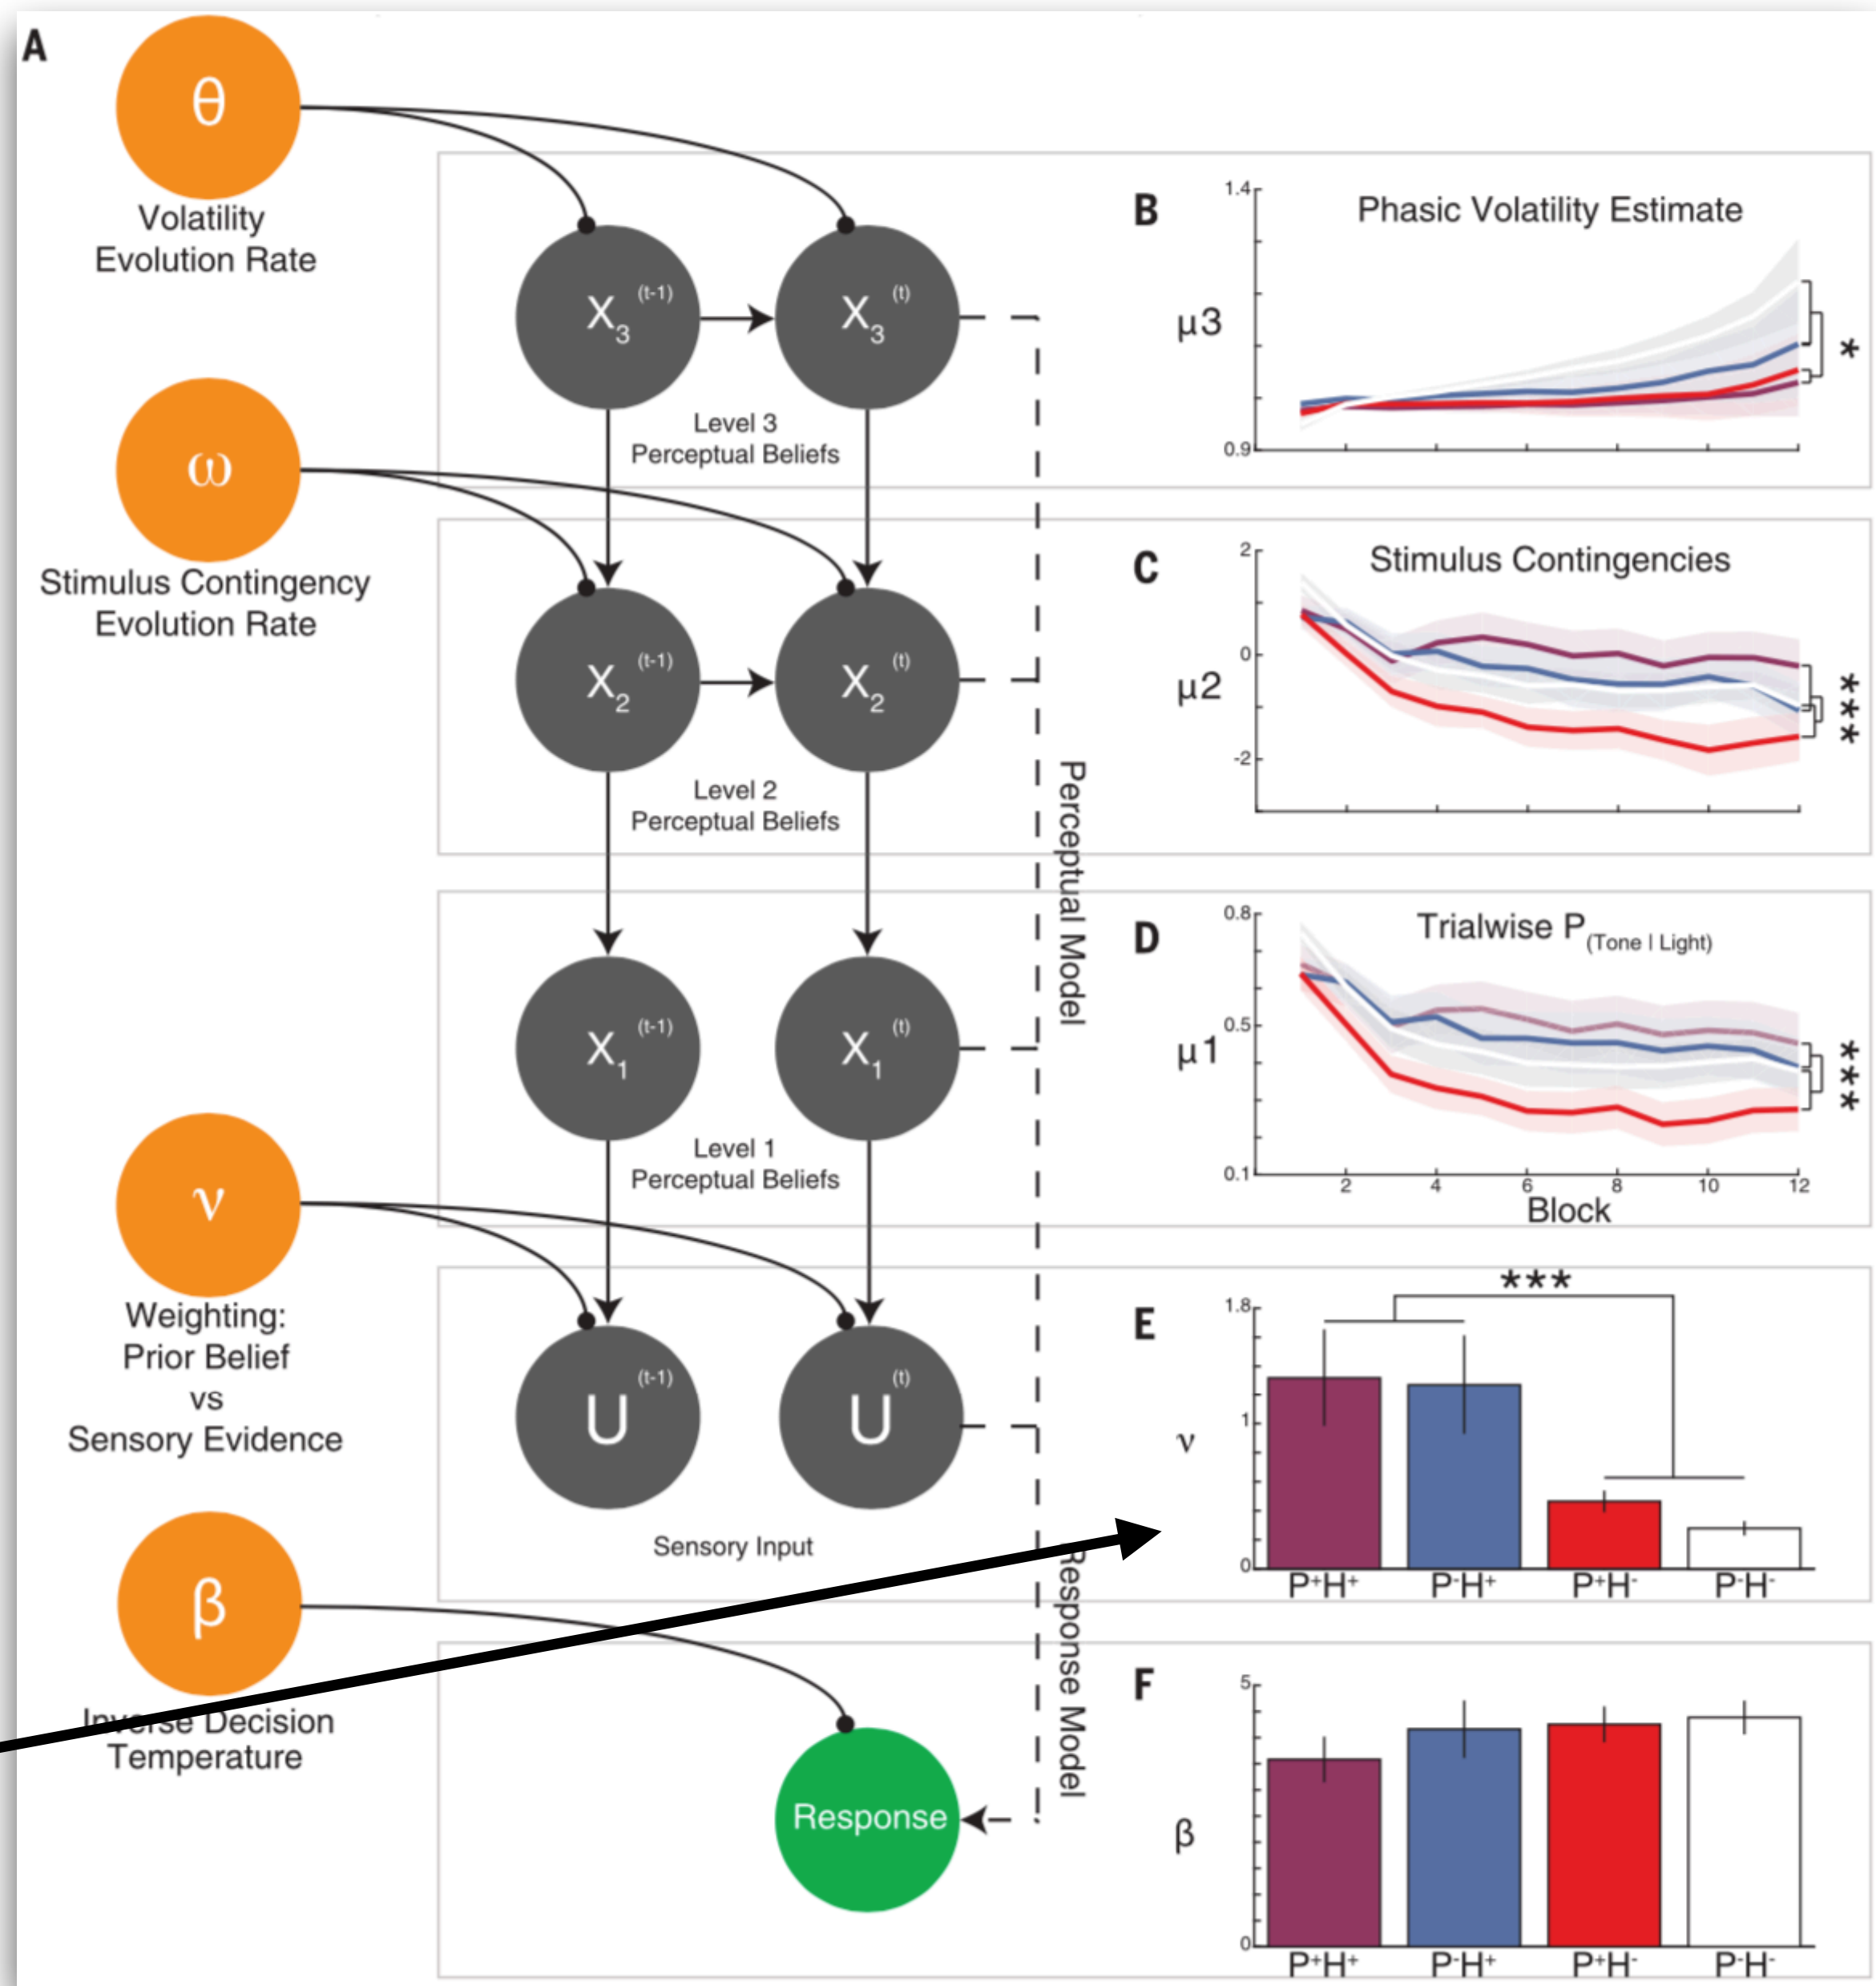 A
θ
Volatility
Evolution Rate
X3 (t-1)
X3 (t)
Level 3
Perceptual Beliefs
ω
Stimulus Contingency
Evolution Rate
X2 (t-1)
X2 (t)
Level 2
Perceptual Beliefs
X1 (t-1)
X1 (t)
Level 1
Perceptual Beliefs
ν
Weighting:
Prior Belief
vs
Sensory Evidence
U (t-1)
U (t)
Sensory Input
β
Inverse Decision
Temperature
Response
Perceptual Model
Response Model
B
Phasic Volatility Estimate
1.4
μ3
0.9
*
C
Stimulus Contingencies
2
0
μ2
-2
***
D
Trialwise P(Tone | Light)
0.8
0.5
μ1
0.1
***
2 4 6 8 10 12
Block
E
***
1.8
1
ν
0
P+H+ P-H+ P+H- P-H-
F
5
β
0
P+H+ P-H+ P+H- P-H-